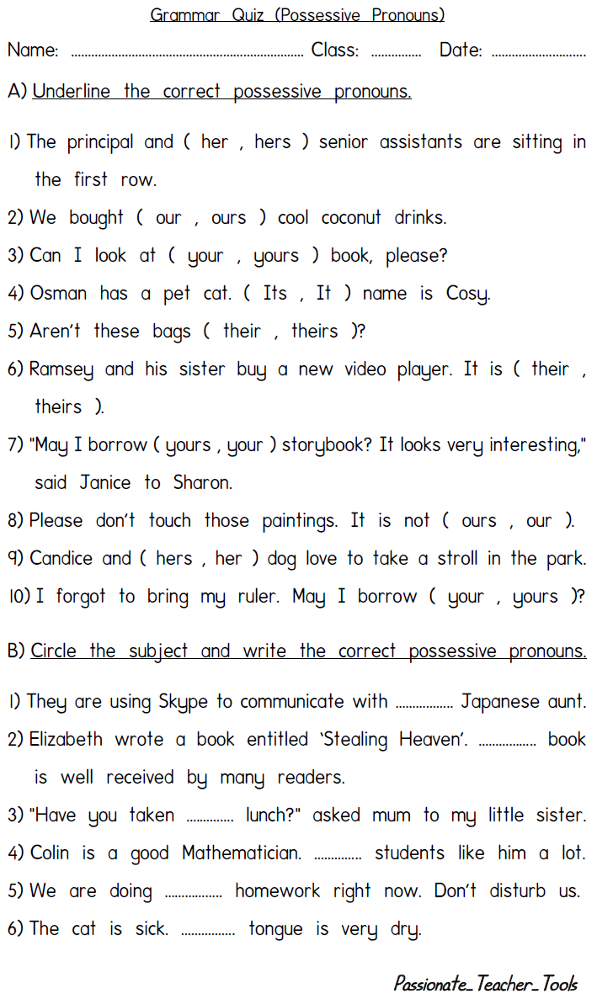 Grammar Quiz (Possessive Pronouns)
Name: ...................................................................... Class: ............... Date: ............................
A) Underline the correct possessive pronouns.
1) The principal and ( her , hers ) senior assistants are sitting in
the first row.
2) We bought ( our , ours ) cool coconut drinks.
3) Can I look at ( your , yours ) book, please?
4) Osman has a pet cat. ( Its , It ) name is Cosy.
5) Aren't these bags ( their , theirs )?
6) Ramsey and his sister buy a new video player. It is ( their ,
theirs ).
7) "May I borrow ( yours , your ) storybook? It looks very interesting,"
said Janice to Sharon.
8) Please don't touch those paintings. It is not ( ours , our ).
9) Candice and ( hers , her ) dog love to take a stroll in the park.
10) I forgot to bring my ruler. May I borrow ( your , yours )?
B) Circle the subject and write the correct possessive pronouns.
1) They are using Skype to communicate with ................. Japanese aunt.
2) Elizabeth wrote a book entitled 'Stealing Heaven'. ................. book
is well received by many readers.
3) "Have you taken .............. lunch?" asked mum to my little sister.
4) Colin is a good Mathematician. .............. students like him a lot.
5) We are doing ................. homework right now. Don't disturb us.
6) The cat is sick. ................ tongue is very dry.
Passionate_Teacher_Tools